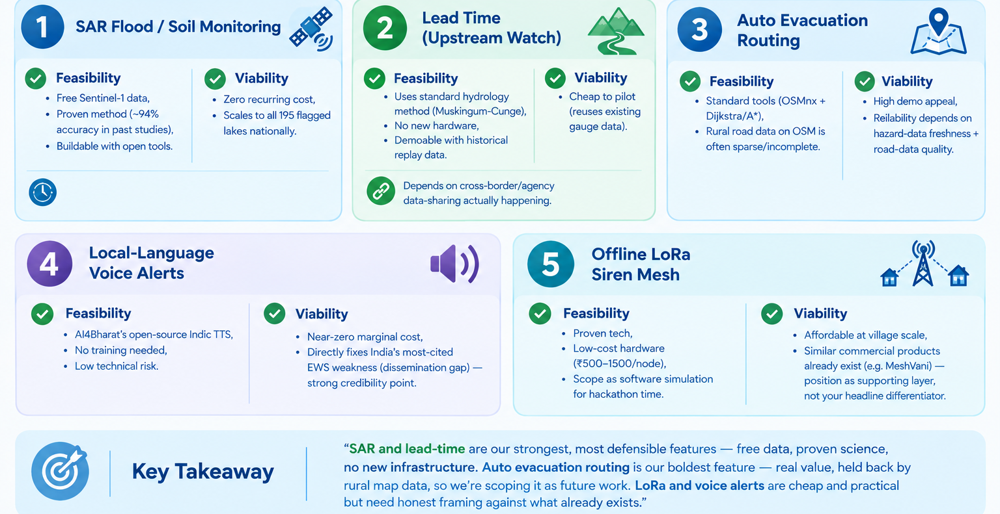 1
SAR Flood / Soil Monitoring
Feasibility
• Free Sentinel-1 data,
• Proven method (~94%
accuracy in past studies),
• Buildable with open tools.
Viability
• Zero recurring cost,
• Scales to all 195 flagged
lakes nationally.
2
Lead Time
(Upstream Watch)
Feasibility
• Uses standard hydrology
method (Muskingum-Cunge),
• No new hardware,
• Demoable with historical
replay data.
Viability
• Cheap to pilot
(reuses existing
gauge data).
Depends on cross-border/agency
data-sharing actually happening.
3
Auto Evacuation
Routing
Feasibility
• Standard tools (OSMnx +
Dijkstra/A*),
• Rural road data on OSM is
often sparse/incomplete.
Viability
• High demo appeal,
• Reilability depends on
hazard-data freshness +
road-data quality.
4
Local-Language
Voice Alerts
Feasibility
• AI4Bharat's open-source Indic TTS,
• No training needed,
• Low technical risk.
Viability
• Near-zero marginal cost,
• Directly fixes India's most-cited
EWS weakness (dissemination gap) —
strong credibility point.
5
Offline LoRa
Siren Mesh
Feasibility
• Proven tech,
• Low-cost hardware
(₹500–1500/node),
• Scope as software simulation
for hackathon time.
Viability
• Affordable at village scale,
• Similar commercial products
already exist (e.g. MeshVani) —
position as supporting layer,
not your headline differentiator.
Key Takeaway
“SAR and lead-time are our strongest, most defensible features — free data, proven science,
no new infrastructure. Auto evacuation routing is our boldest feature — real value, held back by
rural map data, so we’re scoping it as future work. LoRa and voice alerts are cheap and practical
but need honest framing against what already exists.”